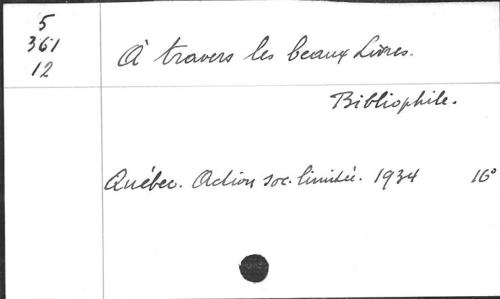 5
361
12
À travers les beaux Livres.
Bibliophile.
Québec. Action soc. limitée. 1934 16°